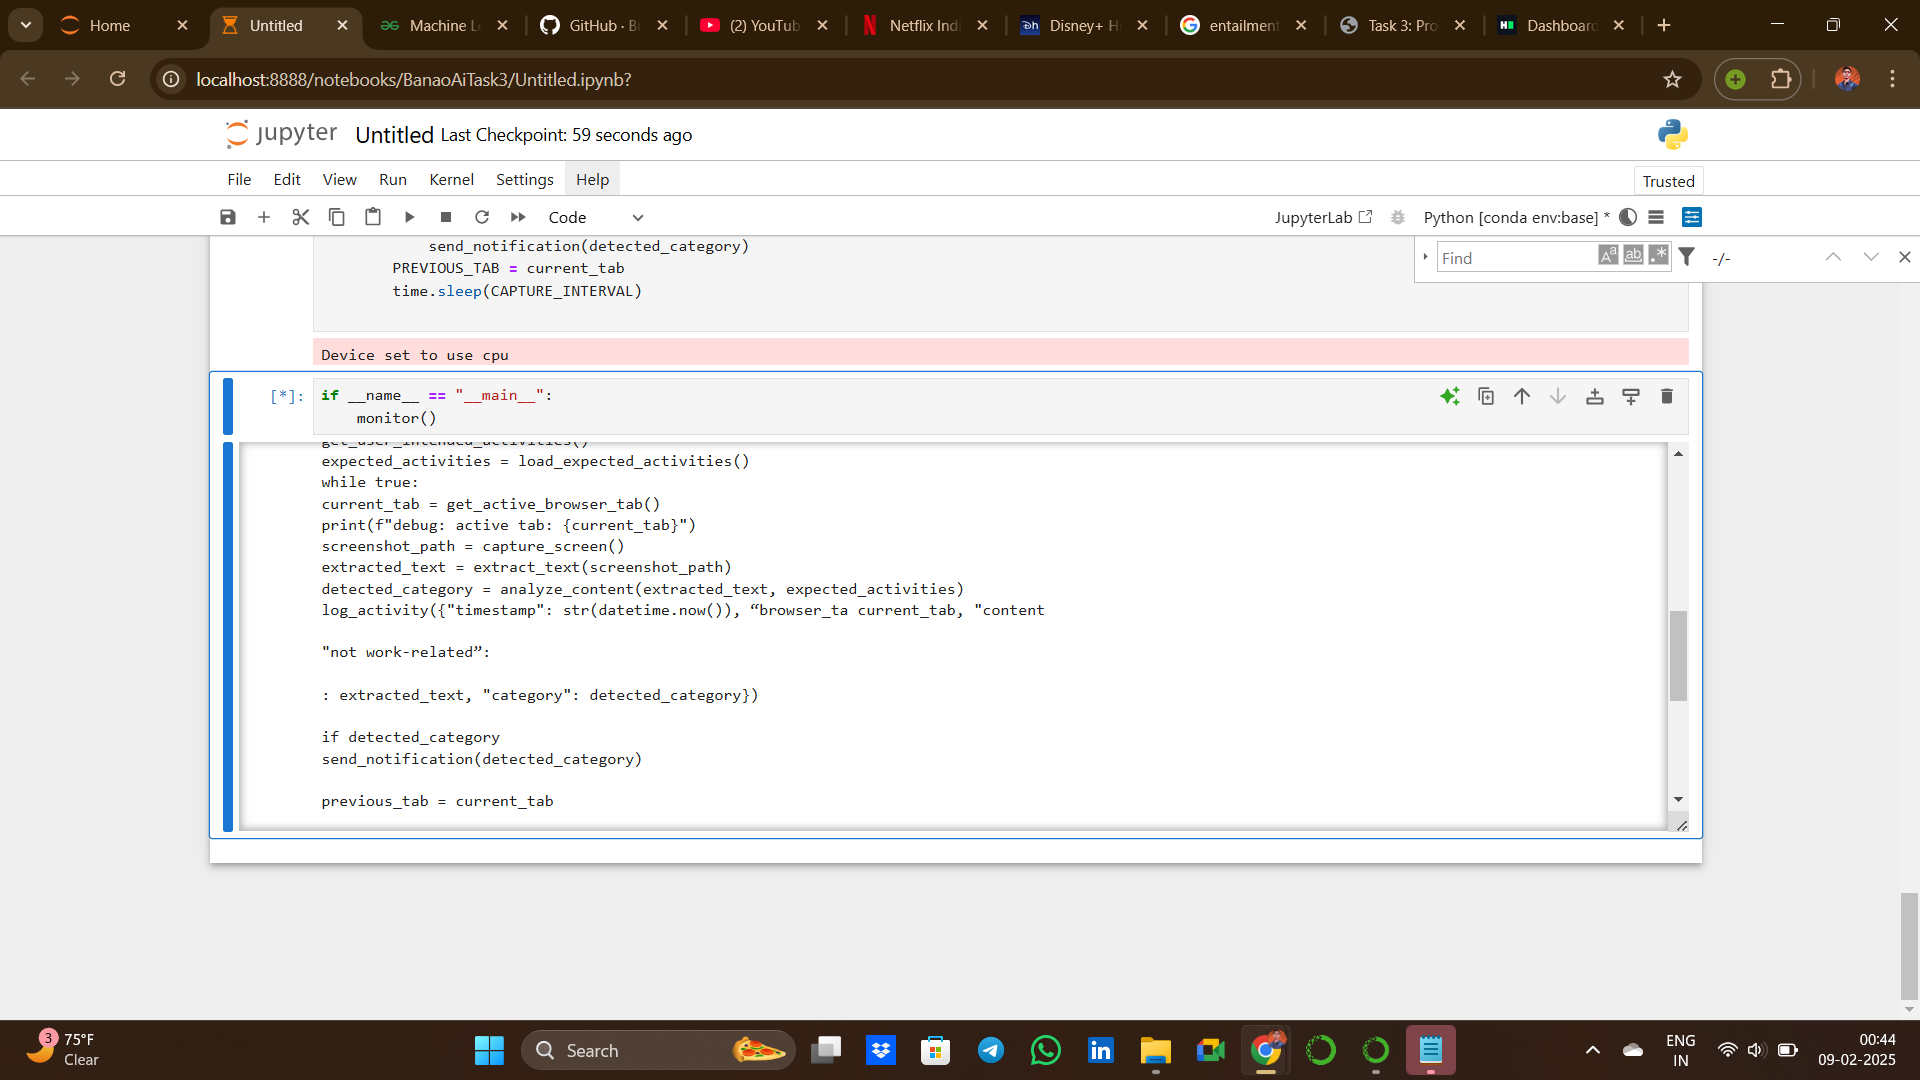 Home
Untitled
Machine Le
GitHub · B
(2) YouTub
Netflix Indi
Disney+ H
entailment
Task 3: Pro
Dashboard
localhost:8888/notebooks/BanaoAiTask3/Untitled.ipynb?
jupyter Untitled Last Checkpoint: 59 seconds ago
File Edit View Run Kernel Settings Help
Trusted
Code
JupyterLab
Python [conda env:base] *
send_notification(detected_category)
PREVIOUS_TAB = current_tab
time.sleep(CAPTURE_INTERVAL)
Find
-/-
Device set to use cpu
[*]: if __name__ == "__main__":
monitor()
get_user_intended_activities()
expected_activities = load_expected_activities()
while true:
current_tab = get_active_browser_tab()
print(f"debug: active tab: {current_tab}")
screenshot_path = capture_screen()
extracted_text = extract_text(screenshot_path)
detected_category = analyze_content(extracted_text, expected_activities)
log_activity({"timestamp": str(datetime.now()), “browser_ta current_tab, "content
"not work-related”:
: extracted_text, "category": detected_category})
if detected_category
send_notification(detected_category)
previous_tab = current_tab
3
75°F
Clear
Search
ENG
IN
00:44
09-02-2025